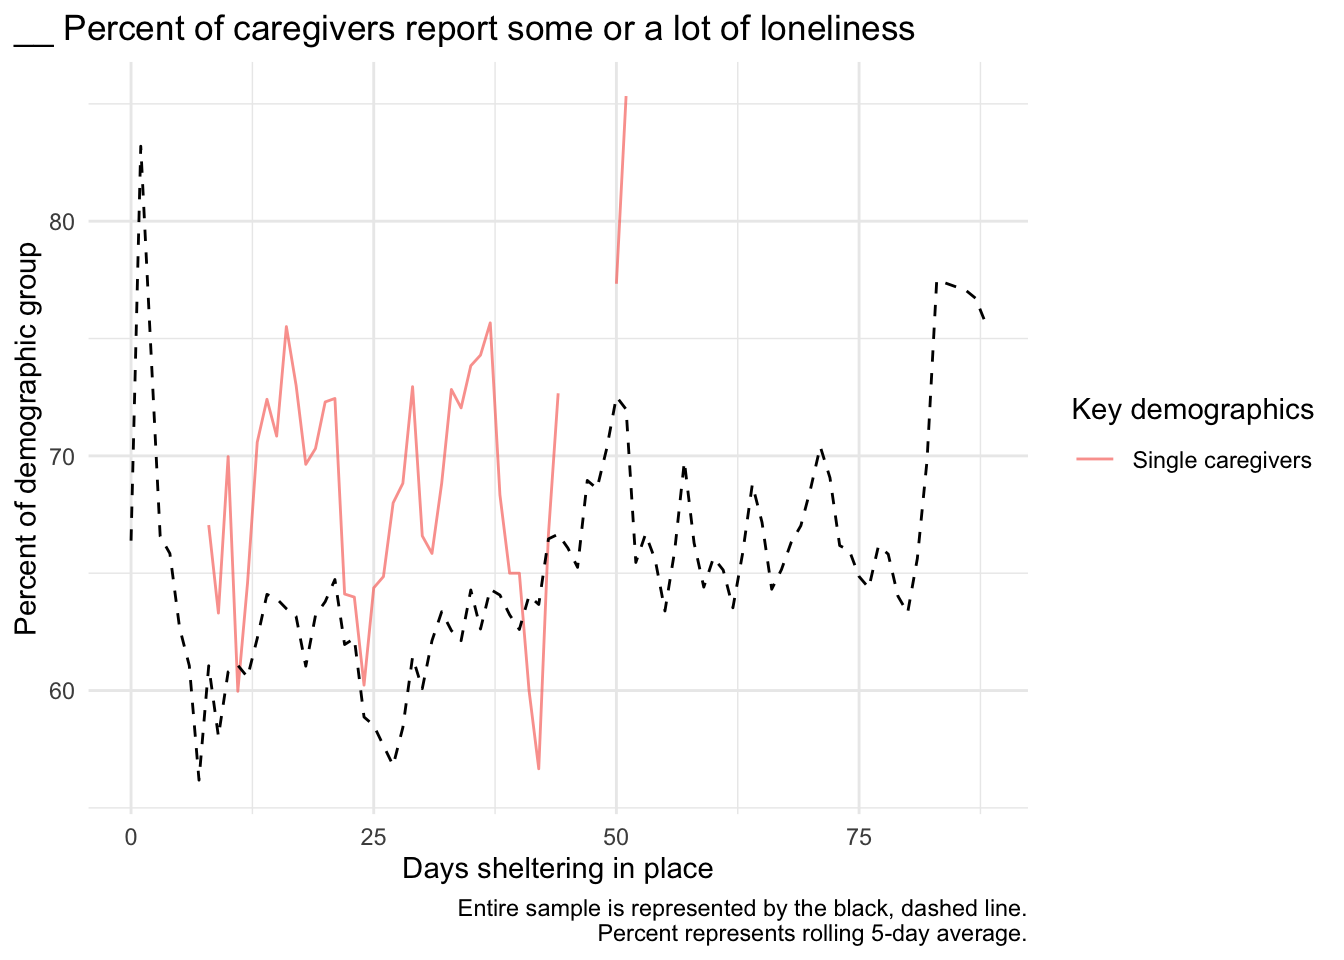 __ Percent of caregivers report some or a lot of loneliness
Percent of demographic group
80
70
60
0 25 50 75
Days sheltering in place
Key demographics
Single caregivers
Entire sample is represented by the black, dashed line.
Percent represents rolling 5-day average.